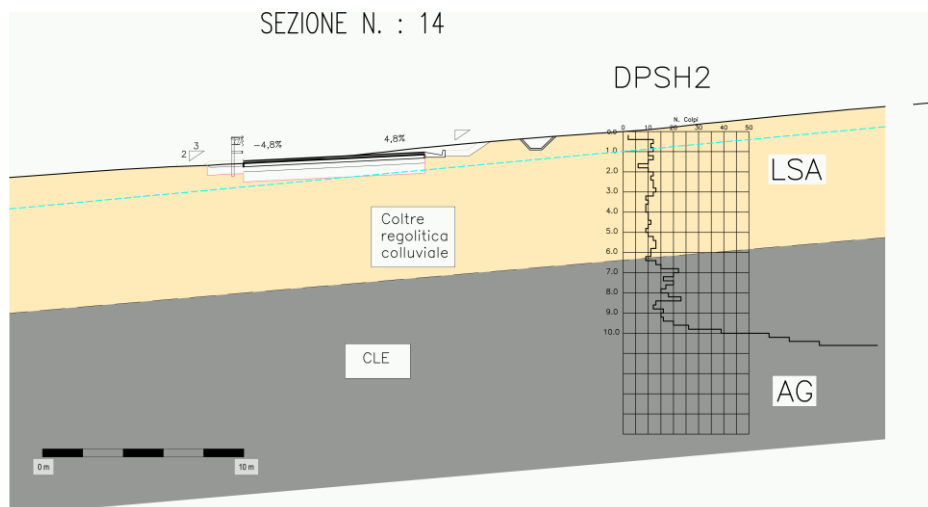 SEZIONE N. : 14
DPSH2
N. Colpi
0 10 20 30 40 50
0.0
1.0
2.0
3.0
4.0
5.0
6.0
7.0
8.0
9.0
10.0
3
2
-4,8%
4,8%
LSA
Coltre
regolitica
colluviale
CLE
AG
0 m
10 m